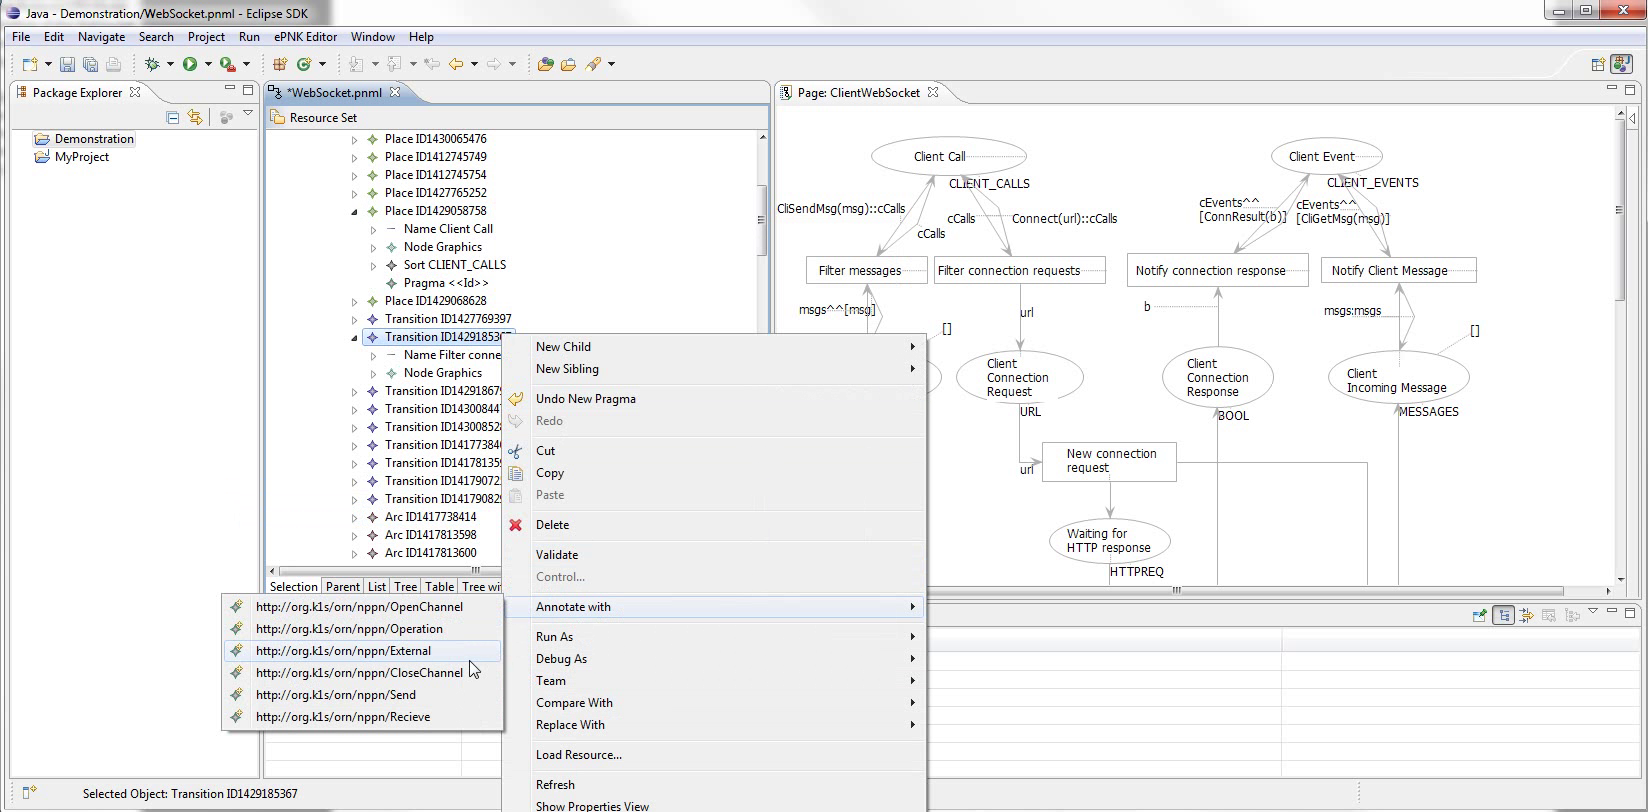 Java - Demonstration/WebSocket.pnml - Eclipse SDK
File Edit Navigate Search Project Run ePNK Editor Window Help
Package Explorer
Demonstration
MyProject
*WebSocket.pnml
Resource Set
Place ID1430065476
Place ID1412745749
Place ID1412745754
Place ID1427765252
Place ID1429058758
Name Client Call
Node Graphics
Sort CLIENT_CALLS
Pragma <<Id>>
Place ID1429068628
Transition ID1427769397
Transition ID1429185367
Name Filter conne
Node Graphics
Transition ID14291867
Transition ID14300844
Transition ID14300852
Transition ID14177384
Transition ID14178135
Transition ID14179072
Transition ID14179082
Arc ID1417738414
Arc ID1417813598
Arc ID1417813600
Selection Parent List Tree Table Tree wi
New Child
New Sibling
Undo New Pragma
Redo
Cut
Copy
Paste
Delete
Validate
Control...
Annotate with
Run As
Debug As
Team
Compare With
Replace With
Load Resource...
Refresh
Show Properties View
http://org.k1s/orn/nppn/OpenChannel
http://org.k1s/orn/nppn/Operation
http://org.k1s/orn/nppn/External
http://org.k1s/orn/nppn/CloseChannel
http://org.k1s/orn/nppn/Send
http://org.k1s/orn/nppn/Recieve
Page: ClientWebSocket
Client Call
CLIENT_CALLS
Client Event
CLIENT_EVENTS
CliSendMsg(msg)::cCalls
cCalls
cCalls
Connect(url)::cCalls
cEvents^^
[ConnResult(b)]
cEvents^^
[CliGetMsg(msg)]
Filter messages
Filter connection requests
Notify connection response
Notify Client Message
msgs^^[msg]
url
b
msgs:msgs
[]
[]
Client
Connection
Request
URL
Client
Connection
Response
BOOL
Client
Incoming Message
MESSAGES
url
New connection
request
Waiting for
HTTP response
HTTPREQ
Selected Object: Transition ID1429185367